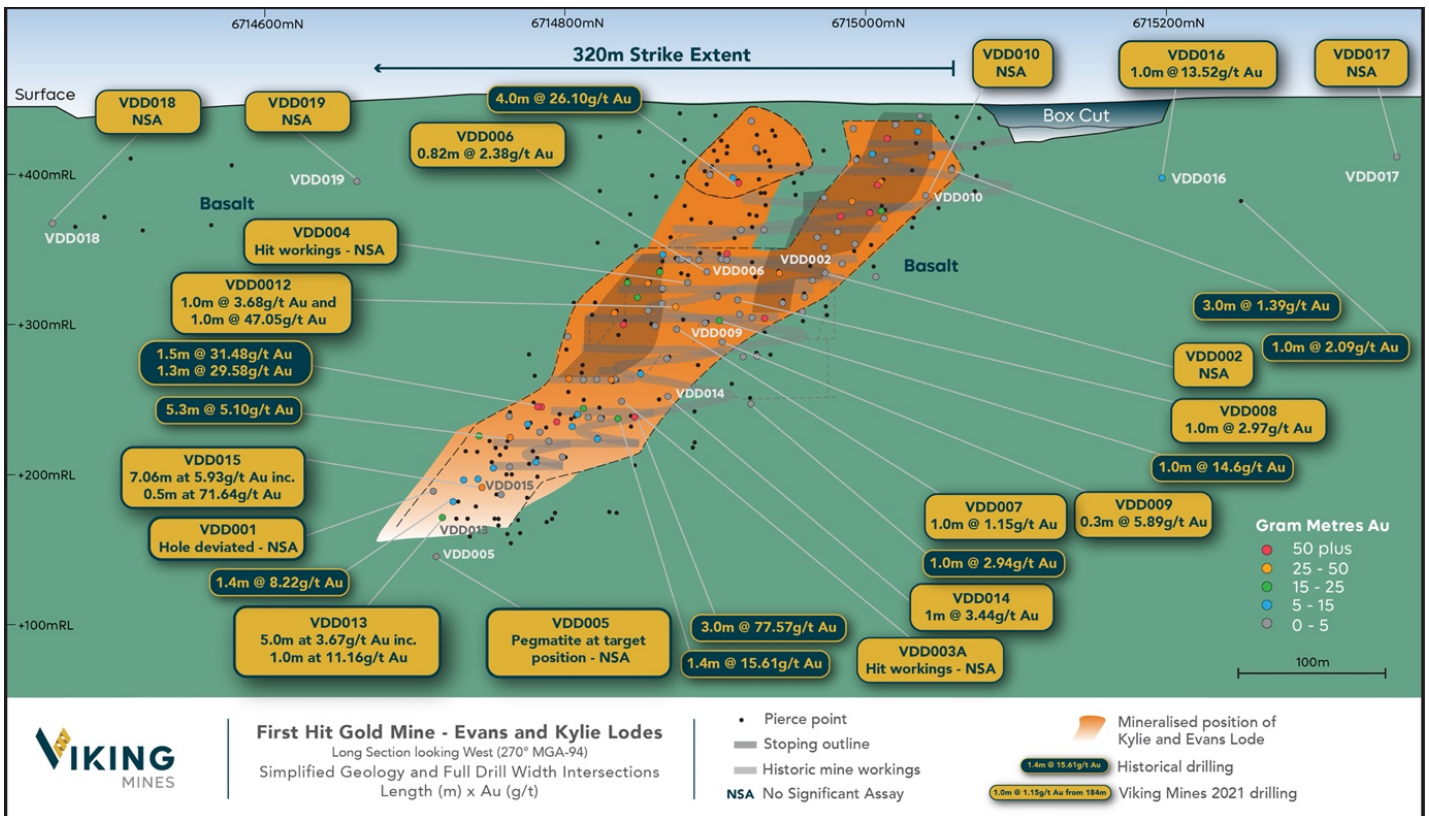 6714600mN
6714800mN
6715000mN
6715200mN
320m Strike Extent
Surface
VDD018
NSA
VDD019
NSA
4.0m @ 26.10g/t Au
VDD006
0.82m @ 2.38g/t Au
VDD010
NSA
VDD016
1.0m @ 13.52g/t Au
VDD017
NSA
Box Cut
+400mRL
VDD019
VDD016
VDD017
VDD010
Basalt
VDD018
VDD004
Hit workings - NSA
VDD002
VDD006
Basalt
VDD0012
1.0m @ 3.68g/t Au and
1.0m @ 47.05g/t Au
3.0m @ 1.39g/t Au
+300mRL
VDD009
1.5m @ 31.48g/t Au
1.3m @ 29.58g/t Au
VDD002
NSA
1.0m @ 2.09g/t Au
VDD014
5.3m @ 5.10g/t Au
VDD008
1.0m @ 2.97g/t Au
+200mRL
VDD015
7.06m at 5.93g/t Au inc.
0.5m at 71.64g/t Au
VDD015
1.0m @ 14.6g/t Au
VDD001
Hole deviated - NSA
VDD013
VDD005
VDD007
1.0m @ 1.15g/t Au
VDD009
0.3m @ 5.89g/t Au
1.4m @ 8.22g/t Au
1.0m @ 2.94g/t Au
VDD014
1m @ 3.44g/t Au
+100mRL
VDD013
5.0m at 3.67g/t Au inc.
1.0m at 11.16g/t Au
VDD005
Pegmatite at target
position - NSA
3.0m @ 77.57g/t Au
1.4m @ 15.61g/t Au
VDD003A
Hit workings - NSA
Gram Metres Au
50 plus
25 - 50
15 - 25
5 - 15
0 - 5
100m
VIKING
MINES
First Hit Gold Mine - Evans and Kylie Lodes
Long Section looking West (270° MGA-94)
Simplified Geology and Full Drill Width Intersections
Length (m) x Au (g/t)
Pierce point
Stoping outline
Historic mine workings
NSA No Significant Assay
Mineralised position of
Kylie and Evans Lode
1.4m @ 15.61g/t Au Historical drilling
1.0m @ 1.15g/t Au from 184m Viking Mines 2021 drilling